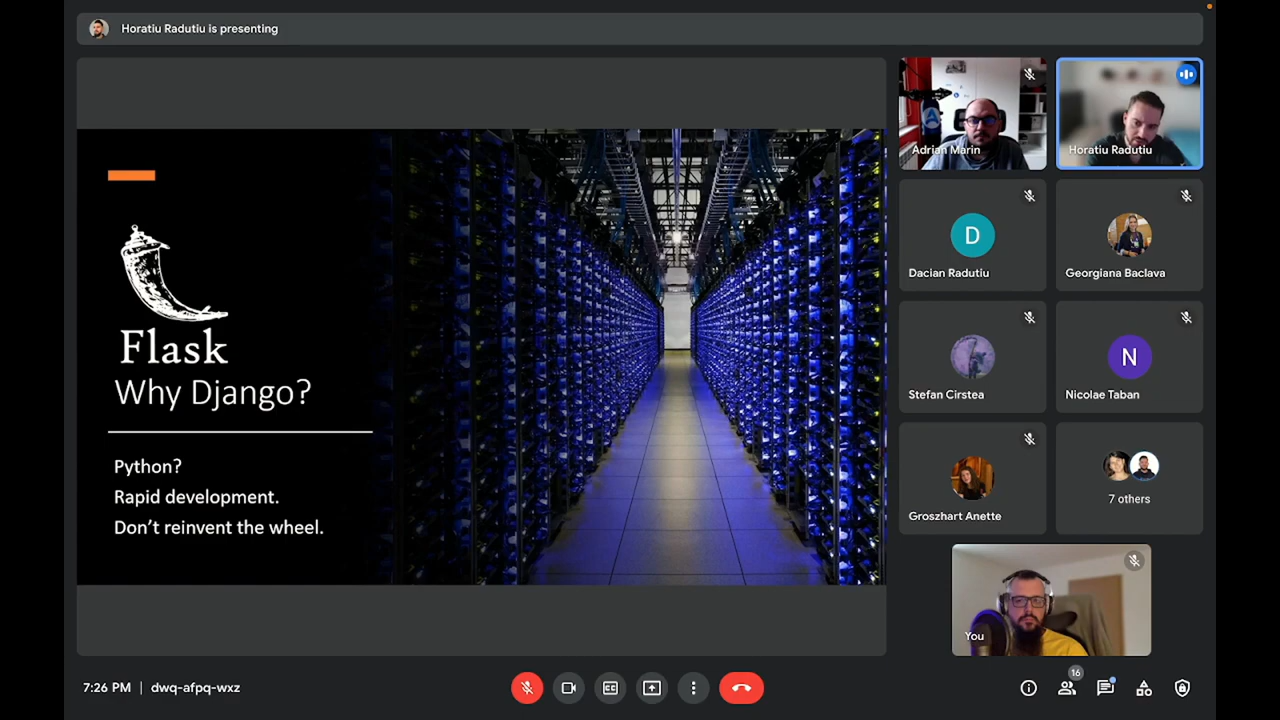 Horatiu Radutiu is presenting
Flask
Why Django?
Python?
Rapid development.
Don’t reinvent the wheel.
Adrian Marin
Horatiu Radutiu
D
Dacian Radutiu
Georgiana Baclava
Stefan Cirstea
N
Nicolae Taban
Groszhart Anette
7 others
You
7:26 PM | dwq-afpq-wxz
16